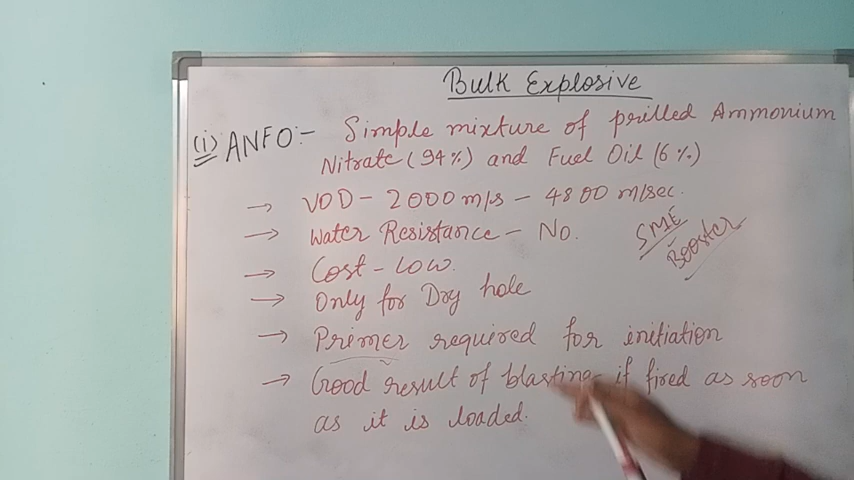 Bulk Explosive
(i) ANFO:- Simple mixture of prilled Ammonium
Nitrate (94%) and Fuel Oil (6%)
→ VOD - 2000 m/s - 4800 m/sec.
→ Water Resistance - No.
SME
Booster
→ Cost - Low.
→ Only for Dry hole
→ Primer required for initiation
→ Good result of blasting if fired as soon
as it is loaded.